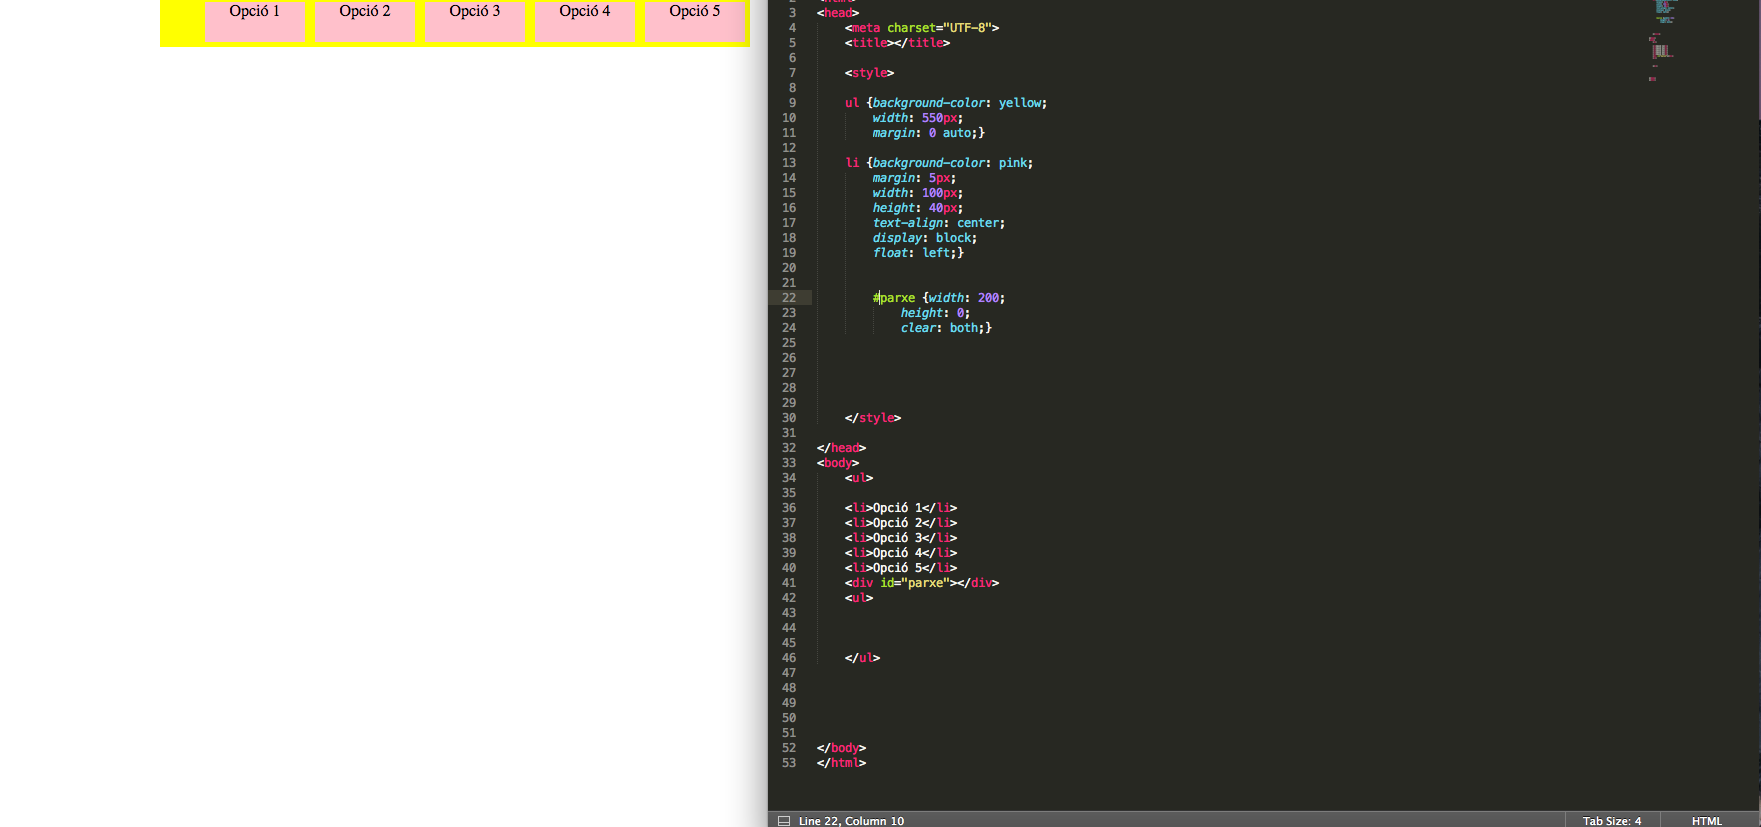 Opció 1 Opció 2 Opció 3 Opció 4 Opció 5
3 <head>
4 <meta charset="UTF-8">
5 <title></title>
6
7 <style>
8
9 ul {background-color: yellow;
10 width: 550px;
11 margin: 0 auto;}
12
13 li {background-color: pink;
14 margin: 5px;
15 width: 100px;
16 height: 40px;
17 text-align: center;
18 display: block;
19 float: left;}
20
21
22 #parxe {width: 200;
23 height: 0;
24 clear: both;}
25
26
27
28
29
30 </style>
31
32 </head>
33 <body>
34 <ul>
35
36 <li>Opció 1</li>
37 <li>Opció 2</li>
38 <li>Opció 3</li>
39 <li>Opció 4</li>
40 <li>Opció 5</li>
41 <div id="parxe"></div>
42 <ul>
43
44
45
46 </ul>
47
48
49
50
51
52 </body>
53 </html>
Line 22, Column 10 Tab Size: 4 HTML